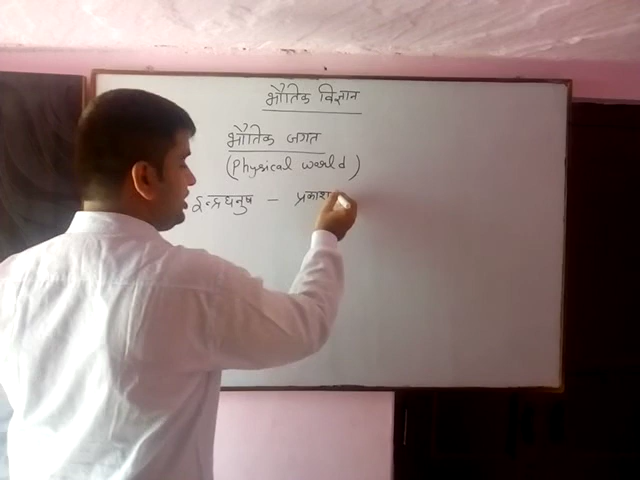 भौतिक विज्ञान
भौतिक जगत
(Physical world)
इन्द्रधनुष - प्रकाश